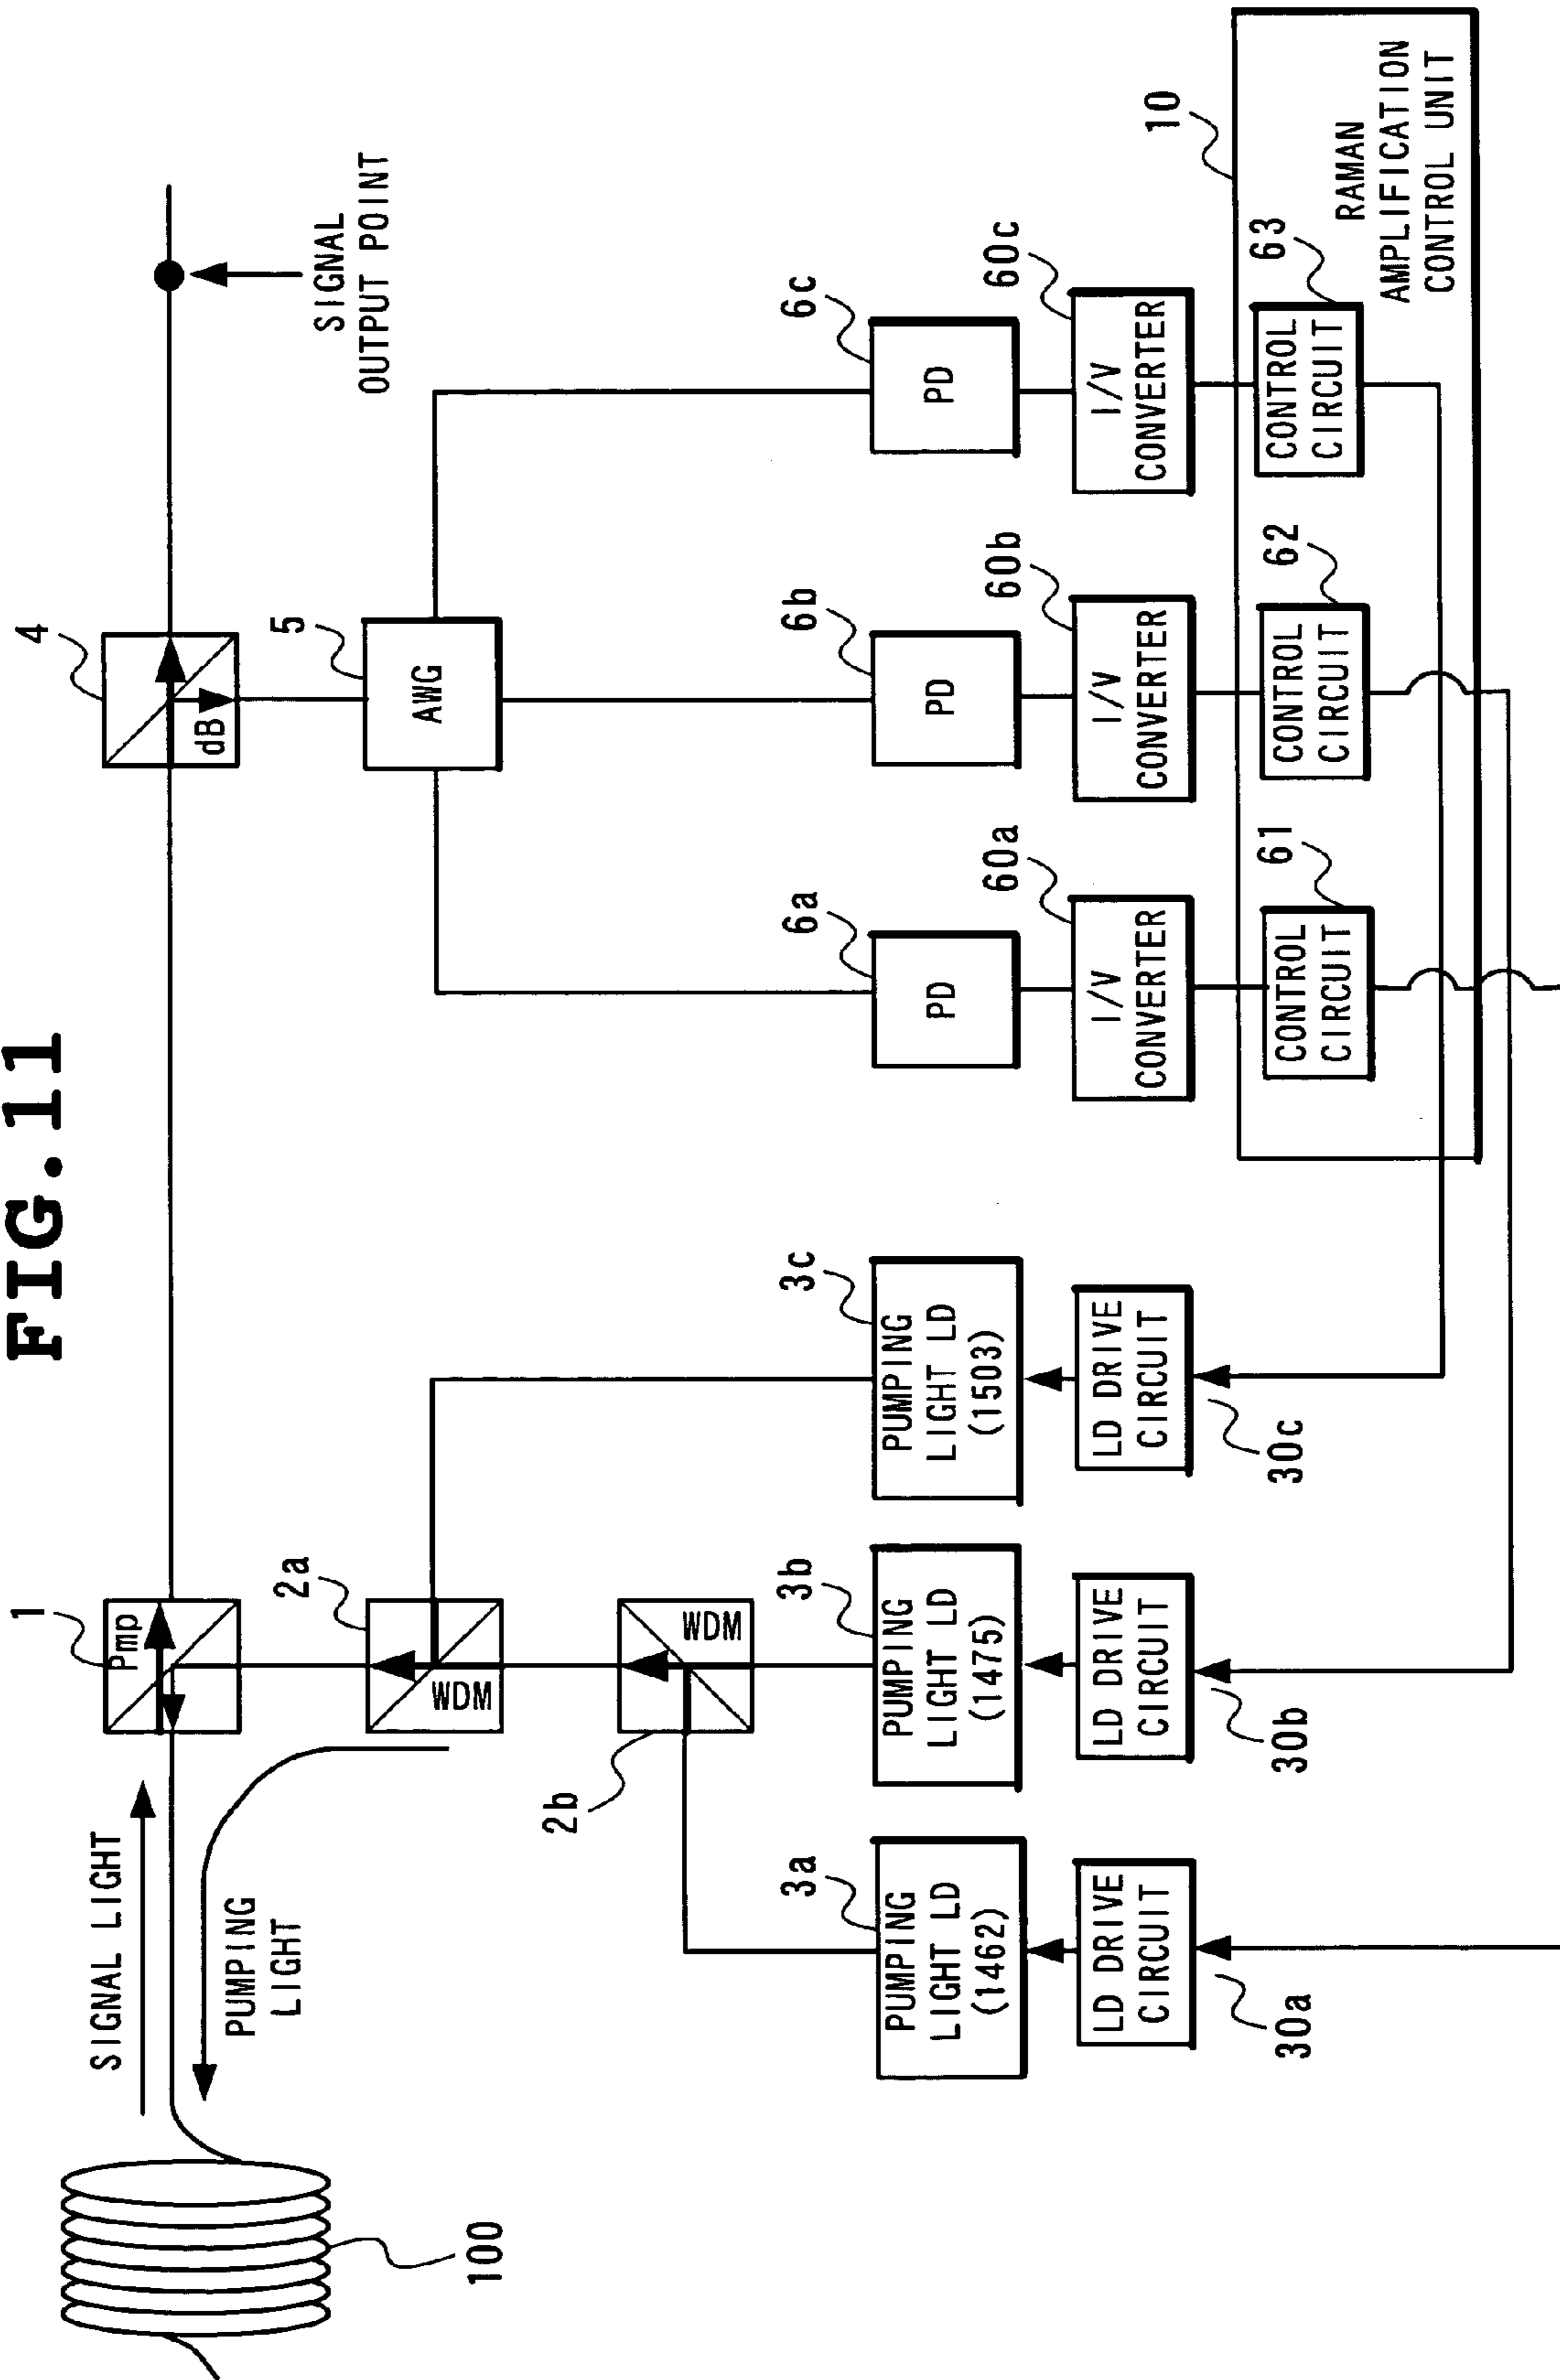 FIG.11
SIGNAL LIGHT
PUMPING
LIGHT
100
1
Pmp
4
dB
SIGNAL
OUTPUT POINT
2a
WDM
2b
WDM
5
AWG
3a
PUMPING
LIGHT LD
(1462)
3b
PUMPING
LIGHT LD
(1475)
3c
PUMPING
LIGHT LD
(1503)
6a
PD
6b
PD
6c
PD
LD DRIVE
CIRCUIT
30a
LD DRIVE
CIRCUIT
30b
LD DRIVE
CIRCUIT
30c
60a
I/V
CONVERTER
60b
I/V
CONVERTER
60c
I/V
CONVERTER
10
61
CONTROL
CIRCUIT
62
CONTROL
CIRCUIT
63
CONTROL
CIRCUIT
RAMAN
AMPLIFICATION
CONTROL UNIT